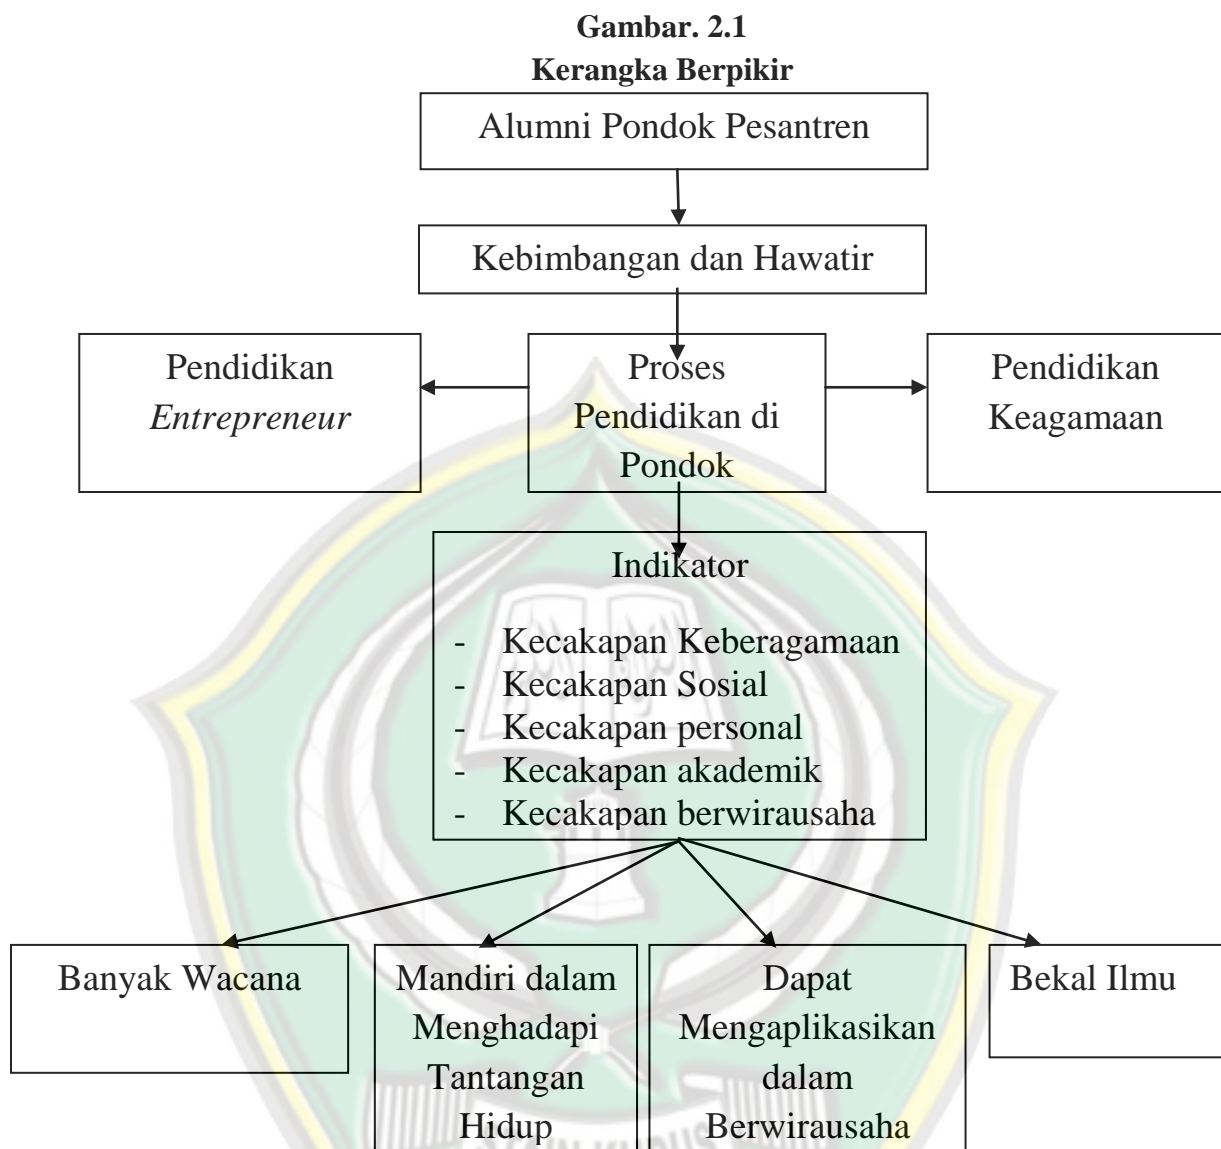 Gambar. 2.1
Kerangka Berpikir
Alumni Pondok Pesantren
Kebimbangan dan Hawatir
Pendidikan
Entrepreneur
Proses
Pendidikan di
Pondok
Pendidikan
Keagamaan
Indikator
- Kecakapan Keberagamaan
- Kecakapan Sosial
- Kecakapan personal
- Kecakapan akademik
- Kecakapan berwirausaha
Banyak Wacana
Mandiri dalam
Menghadapi
Tantangan
Hidup
Dapat
Mengaplikasikan
dalam
Berwirausaha
Bekal Ilmu